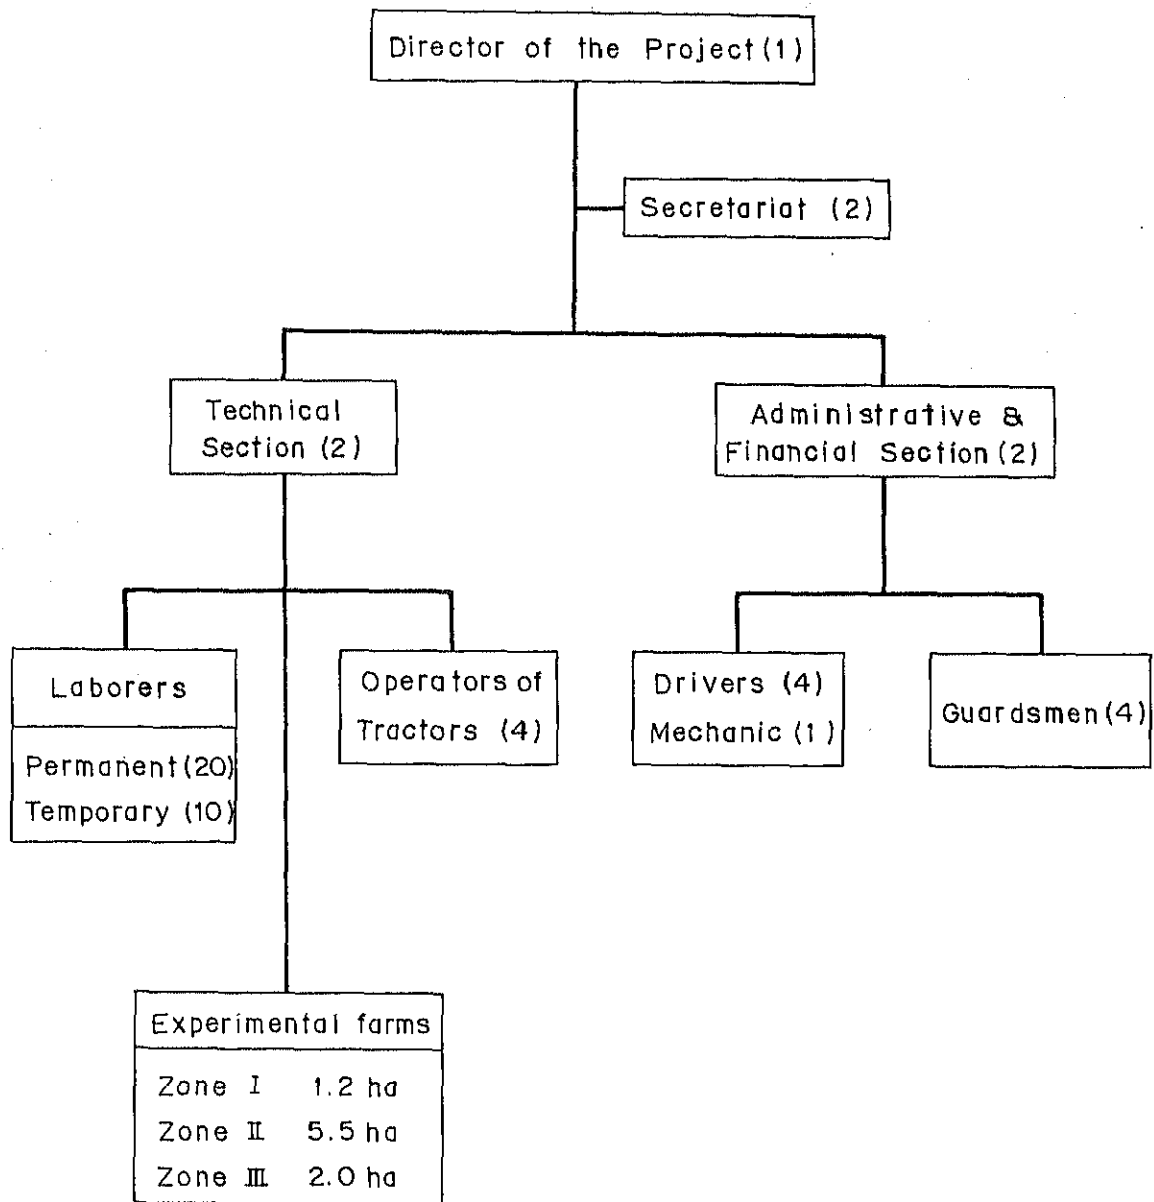 Director of the Project (1)
Secretariat (2)
Technical
Section (2)
Administrative &
Financial Section (2)
Laborers
Permanent (20)
Temporary (10)
Operators of
Tractors (4)
Drivers (4)
Mechanic (1)
Guardsmen (4)
Experimental farms
Zone I 1.2 ha
Zone II 5.5 ha
Zone III 2.0 ha